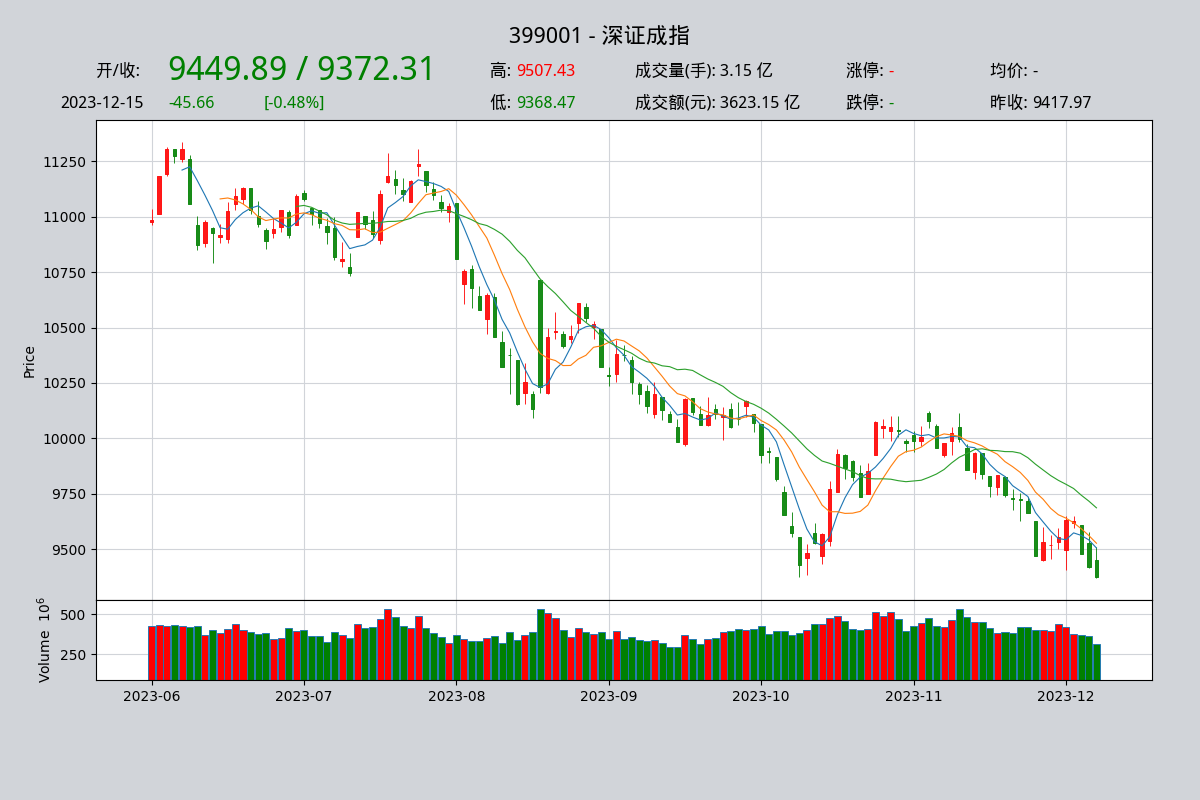 399001 - 深证成指
开/收: 9449.89 / 9372.31 高: 9507.43 成交量(手): 3.15 亿 涨停: - 均价: -
2023-12-15 -45.66 [-0.48%] 低: 9368.47 成交额(元): 3623.15 亿 跌停: - 昨收: 9417.97
11250
11000
10750
10500
10250
10000
9750
9500
Price
500
250
Volume 10^6
2023-06 2023-07 2023-08 2023-09 2023-10 2023-11 2023-12